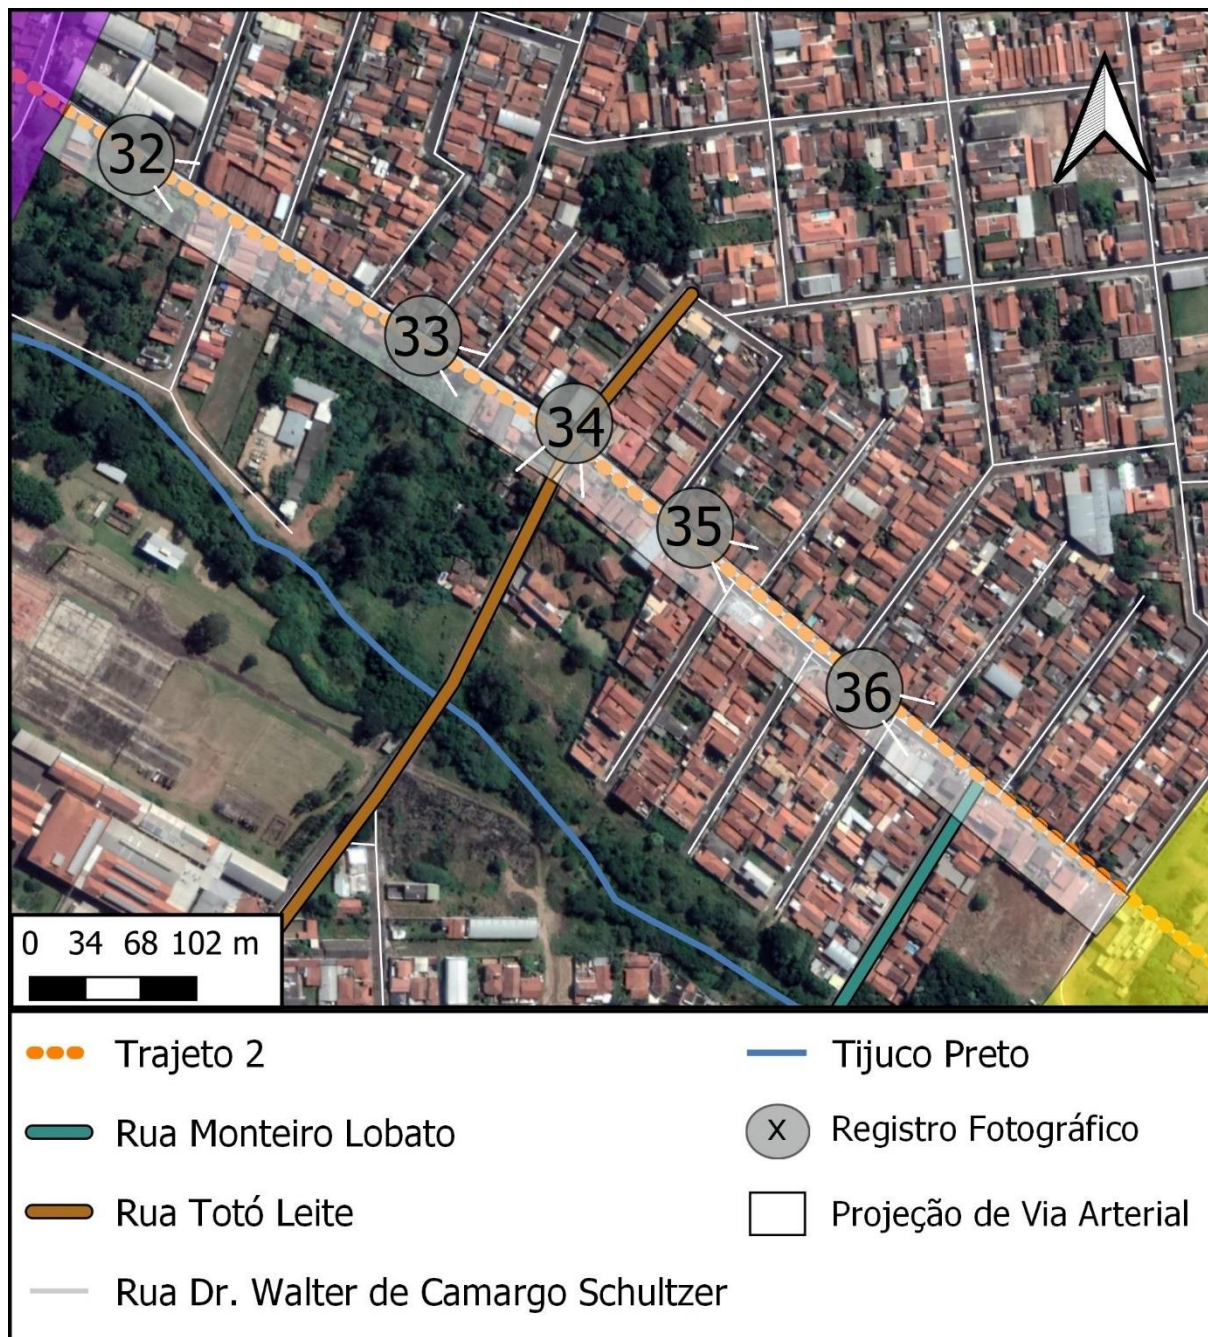 32
33
34
35
36
0 34 68 102 m
Trajeto 2
Tijuco Preto
Rua Monteiro Lobato
X Registro Fotográfico
Rua Totó Leite
Projeção de Via Arterial
Rua Dr. Walter de Camargo Schultzer